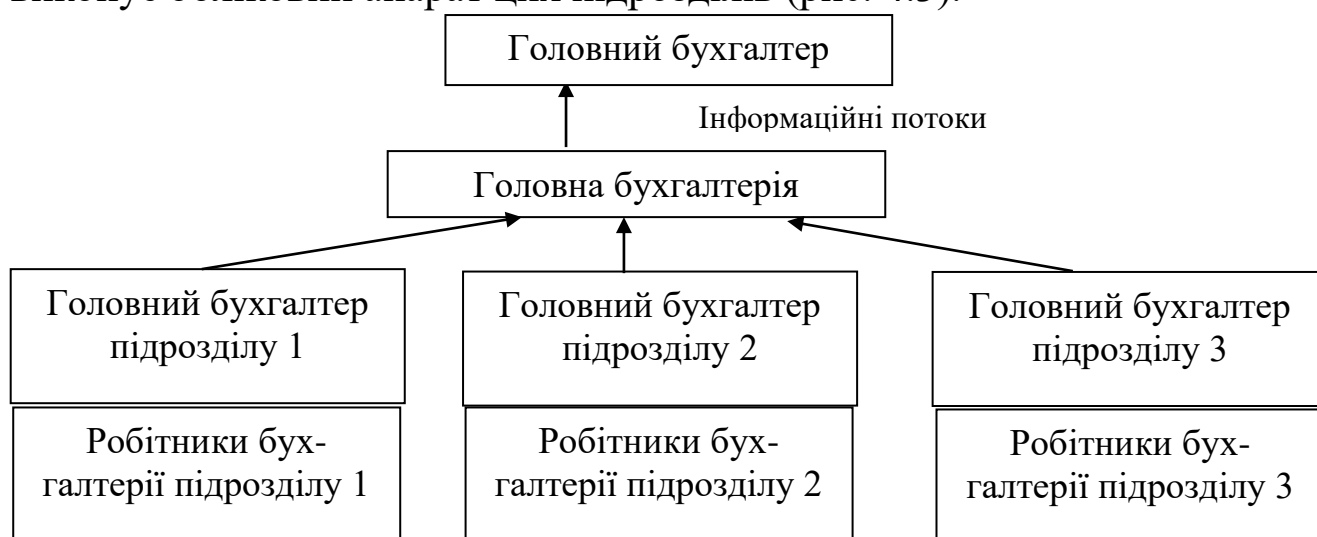 виконує обліковий апарат цих підрозділів (рис. 4.3).
Головний бухгалтер
Інформаційні потоки
Головна бухгалтерія
Головний бухгалтер
підрозділу 1
Головний бухгалтер
підрозділу 2
Головний бухгалтер
підрозділу 3
Робітники бух-
галтерії підрозділу 1
Робітники бух-
галтерії підрозділу 2
Робітники бух-
галтерії підрозділу 3